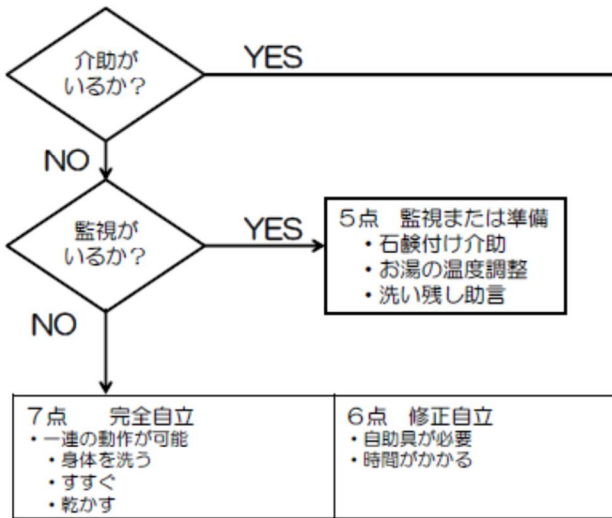 介助が
いるか？
YES
NO
監視が
いるか？
YES
5点　監視または準備
・石鹸付け介助
・お湯の温度調整
・洗い残し助言
NO
7点　　完全自立
・一連の動作が可能
・身体を洗う
・すすぐ
・乾かす
6点　修正自立
・自助具が必要
・時間がかかる